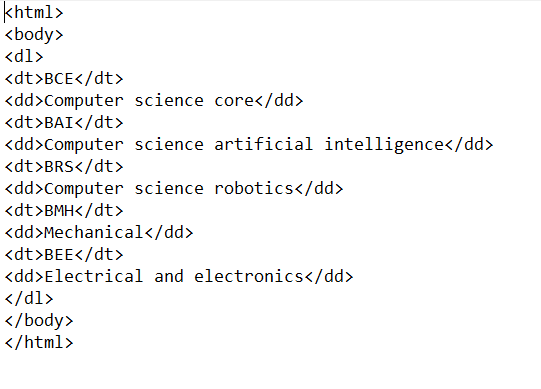 <html>
<body>
<dl>
<dt>BCE</dt>
<dd>Computer science core</dd>
<dt>BAI</dt>
<dd>Computer science artificial intelligence</dd>
<dt>BRS</dt>
<dd>Computer science robotics</dd>
<dt>BMH</dt>
<dd>Mechanical</dd>
<dt>BEE</dt>
<dd>Electrical and electronics</dd>
</dl>
</body>
</html>